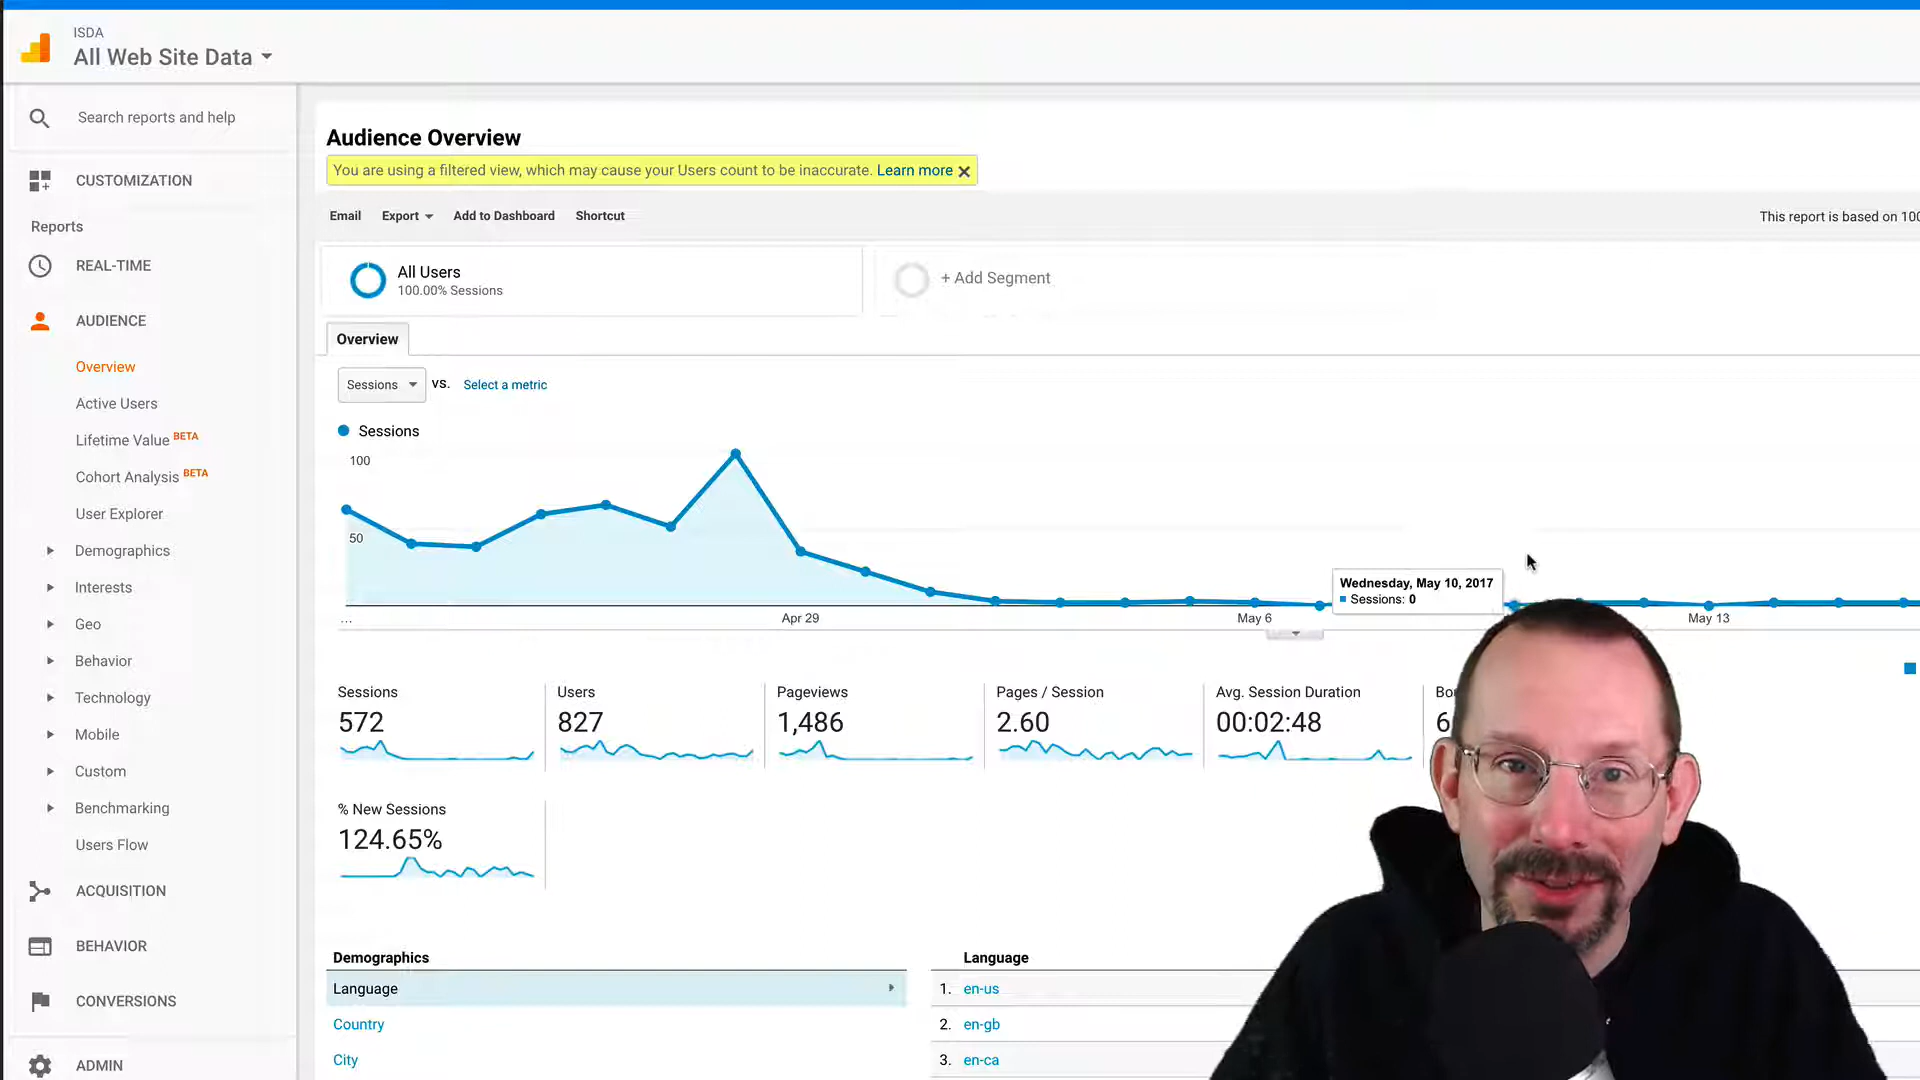 ISDA
All Web Site Data
Search reports and help
CUSTOMIZATION
Reports
REAL-TIME
AUDIENCE
Overview
Active Users
Lifetime Value BETA
Cohort Analysis BETA
User Explorer
Demographics
Interests
Geo
Behavior
Technology
Mobile
Custom
Benchmarking
Users Flow
ACQUISITION
BEHAVIOR
CONVERSIONS
ADMIN
Audience Overview
You are using a filtered view, which may cause your Users count to be inaccurate. Learn more
Email Export Add to Dashboard Shortcut
This report is based on 100
All Users
100.00% Sessions
+ Add Segment
Overview
Sessions vs. Select a metric
Sessions
100
50
Wednesday, May 10, 2017
Sessions: 0
... Apr 29 May 6 May 13
Sessions
572
Users
827
Pageviews
1,486
Pages / Session
2.60
Avg. Session Duration
00:02:48
Bo
6
% New Sessions
124.65%
Demographics
Language
Country
City
Language
1. en-us
2. en-gb
3. en-ca